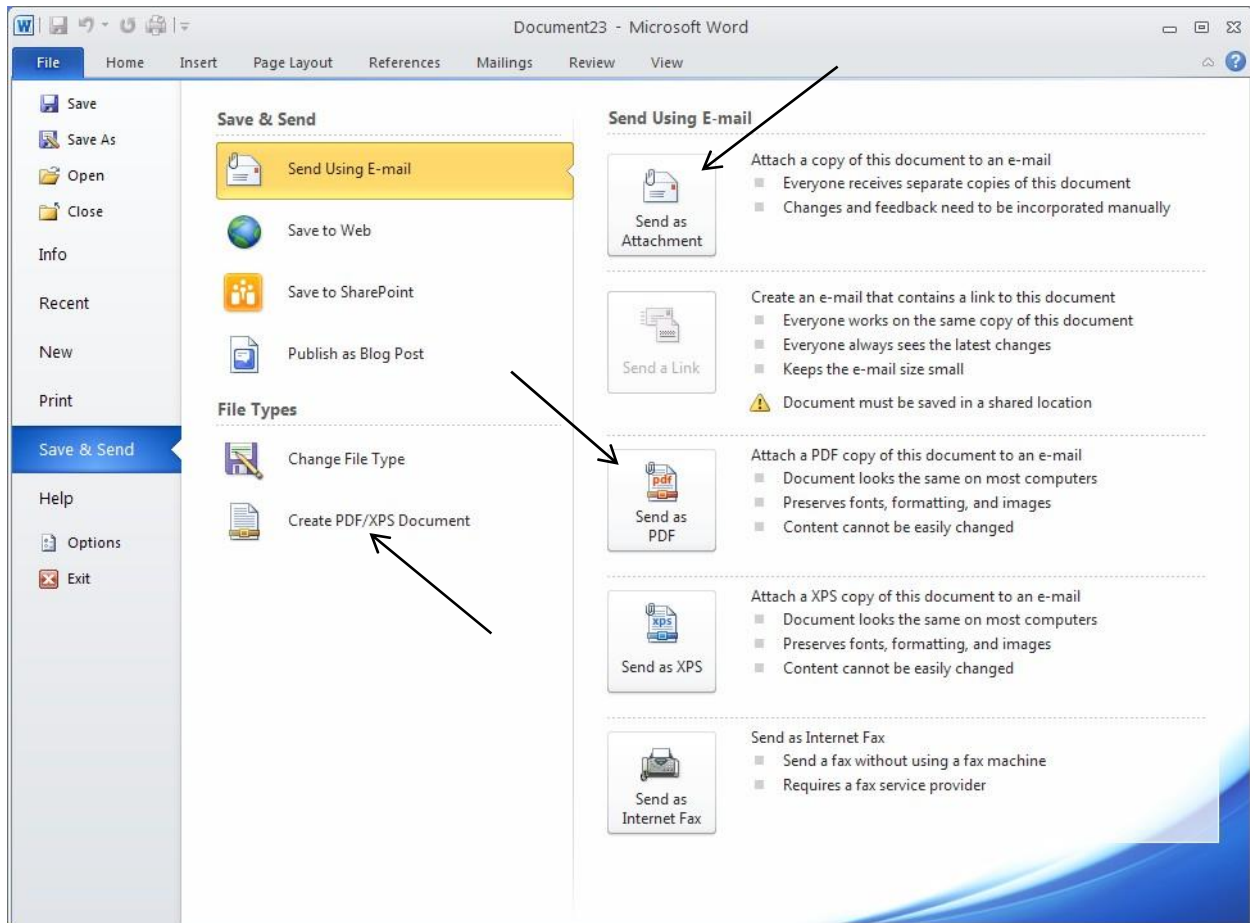 Document23 - Microsoft Word
File Home Insert Page Layout References Mailings Review View
Save
Save As
Open
Close
Info
Recent
New
Print
Save & Send
Help
Options
Exit
Save & Send
Send Using E-mail
Save to Web
Save to SharePoint
Publish as Blog Post
File Types
Change File Type
Create PDF/XPS Document
Send Using E-mail
Send as
Attachment
Attach a copy of this document to an e-mail
Everyone receives separate copies of this document
Changes and feedback need to be incorporated manually
Send a Link
Create an e-mail that contains a link to this document
Everyone works on the same copy of this document
Everyone always sees the latest changes
Keeps the e-mail size small
Document must be saved in a shared location
pdf
Send as
PDF
Attach a PDF copy of this document to an e-mail
Document looks the same on most computers
Preserves fonts, formatting, and images
Content cannot be easily changed
xps
Send as XPS
Attach a XPS copy of this document to an e-mail
Document looks the same on most computers
Preserves fonts, formatting, and images
Content cannot be easily changed
Send as
Internet Fax
Send as Internet Fax
Send a fax without using a fax machine
Requires a fax service provider